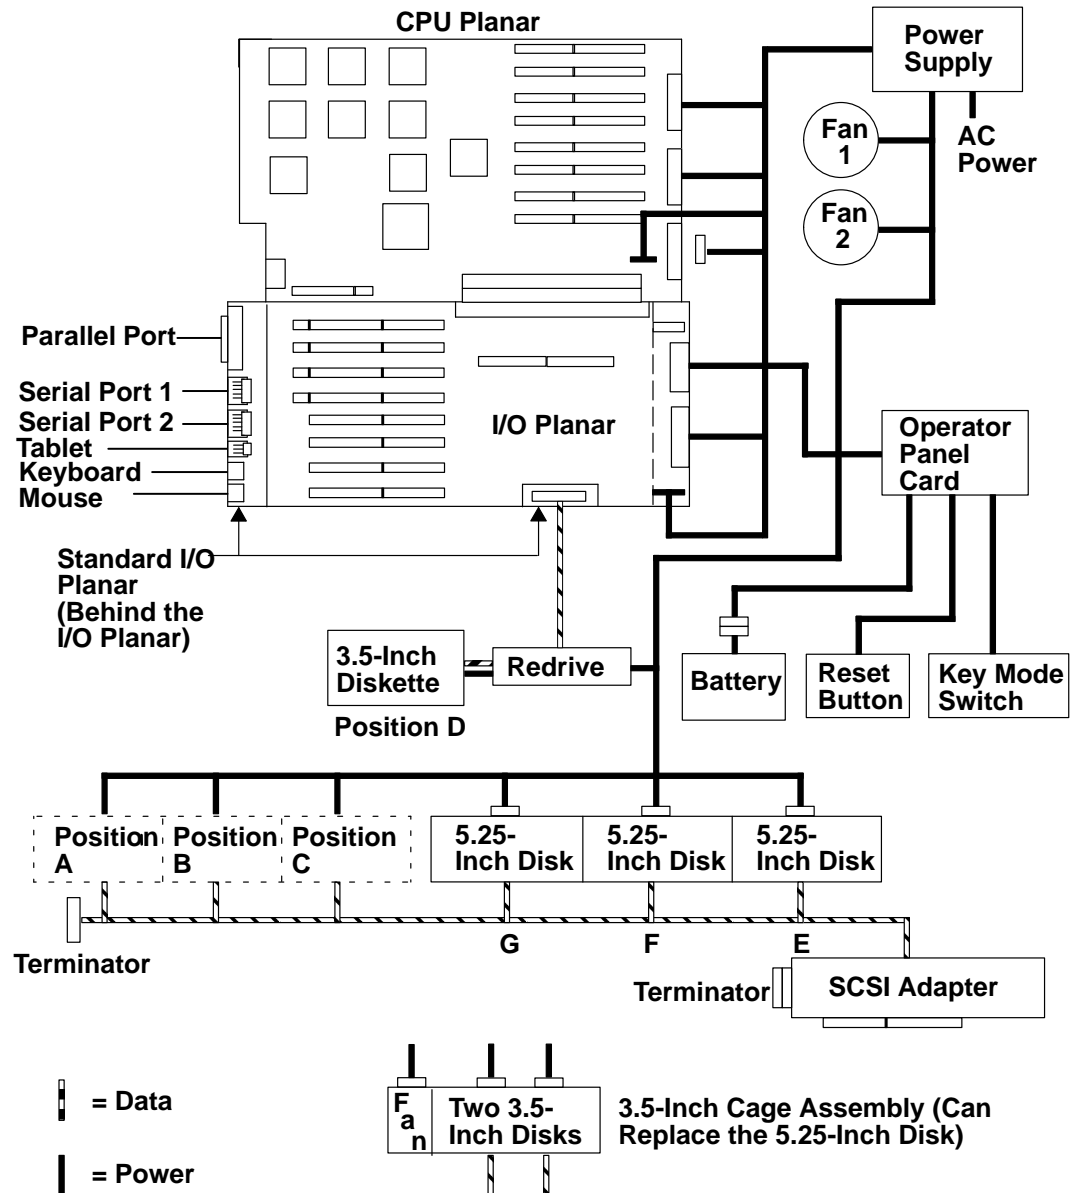 CPU Planar
Power
Supply
Fan
1
AC
Power
Fan
2
Parallel Port
Serial Port 1
Serial Port 2
Tablet
Keyboard
Mouse
I/O Planar
Operator
Panel
Card
Standard I/O
Planar
(Behind the
I/O Planar)
3.5-Inch
Diskette
Redrive
Position D
Battery
Reset
Button
Key Mode
Switch
Position
A
Position
B
Position
C
5.25-
Inch Disk
5.25-
Inch Disk
5.25-
Inch Disk
G
F
E
Terminator
Terminator
SCSI Adapter
= Data
= Power
Fan
Two 3.5-
Inch Disks
3.5-Inch Cage Assembly (Can
Replace the 5.25-Inch Disk)